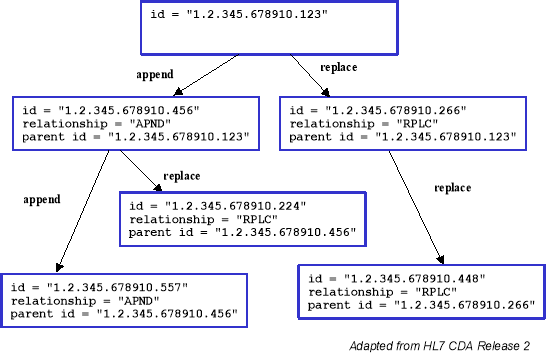 id = "1.2.345.678910.123"
append
replace
id = "1.2.345.678910.456"
relationship = "APND"
parent id = "1.2.345.678910.123"
id = "1.2.345.678910.266"
relationship = "RPLC"
parent id = "1.2.345.678910.123"
append
replace
replace
id = "1.2.345.678910.224"
relationship = "RPLC"
parent id = "1.2.345.678910.456"
id = "1.2.345.678910.557"
relationship = "APND"
parent id = "1.2.345.678910.456"
id = "1.2.345.678910.448"
relationship = "RPLC"
parent id = "1.2.345.678910.266"
Adapted from HL7 CDA Release 2